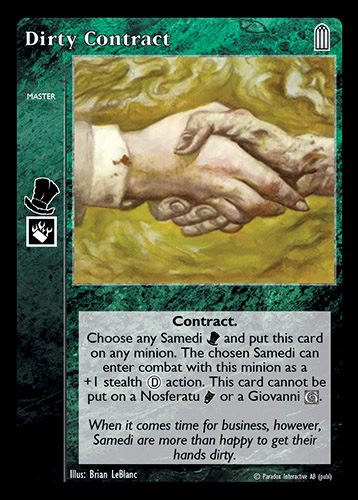 Dirty Contract
MASTER
Contract.
Choose any Samedi and put this card
on any minion. The chosen Samedi can
enter combat with this minion as a
+1 stealth D action. This card cannot be
put on a Nosferatu or a Giovanni G.
When it comes time for business, however,
Samedi are more than happy to get their
hands dirty.
Illus: Brian LeBlanc
© Paradox Interactive AB (publ)